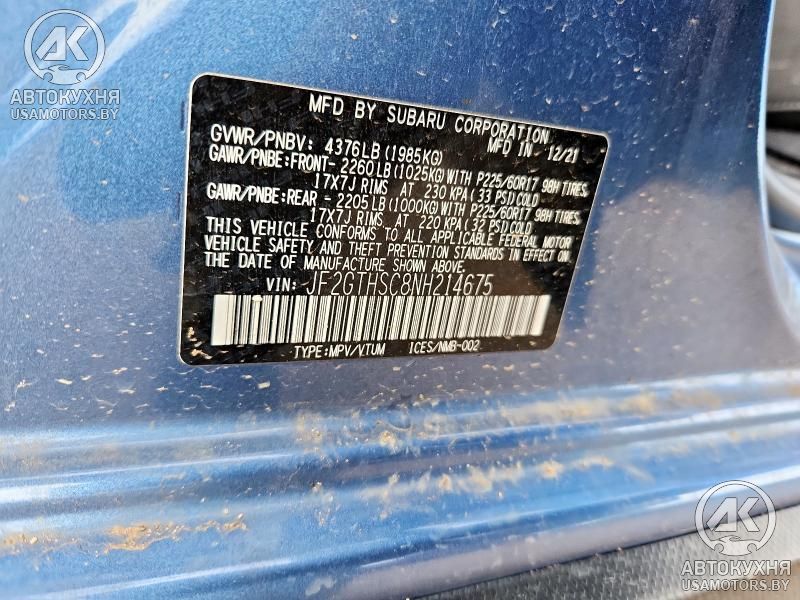 АК
АВТОКУХНЯ
USAMOTORS.BY
MFD BY SUBARU CORPORATION
GVWR/PNBV: 4376LB (1985KG) MFD IN 12/21
GAWR/PNBE:FRONT- 2260LB (1025KG) WITH P225/60R17 98H TIRES,
17X7J RIMS AT 230 KPA (33 PSI) COLD
GAWR/PNBE:REAR - 2205LB (1000KG) WITH P225/60R17 98H TIRES,
17X7J RIMS AT 220 KPA (32 PSI) COLD
THIS VEHICLE CONFORMS TO ALL APPLICABLE FEDERAL MOTOR
VEHICLE SAFETY AND THEFT PREVENTION STANDARDS IN EFFECT ON
THE DATE OF MANUFACTURE SHOWN ABOVE.
VIN: JF2GTHSC8NH214675
TYPE:MPV/VTUM ICES/NMB-002
АК
АВТОКУХНЯ
USAMOTORS.BY